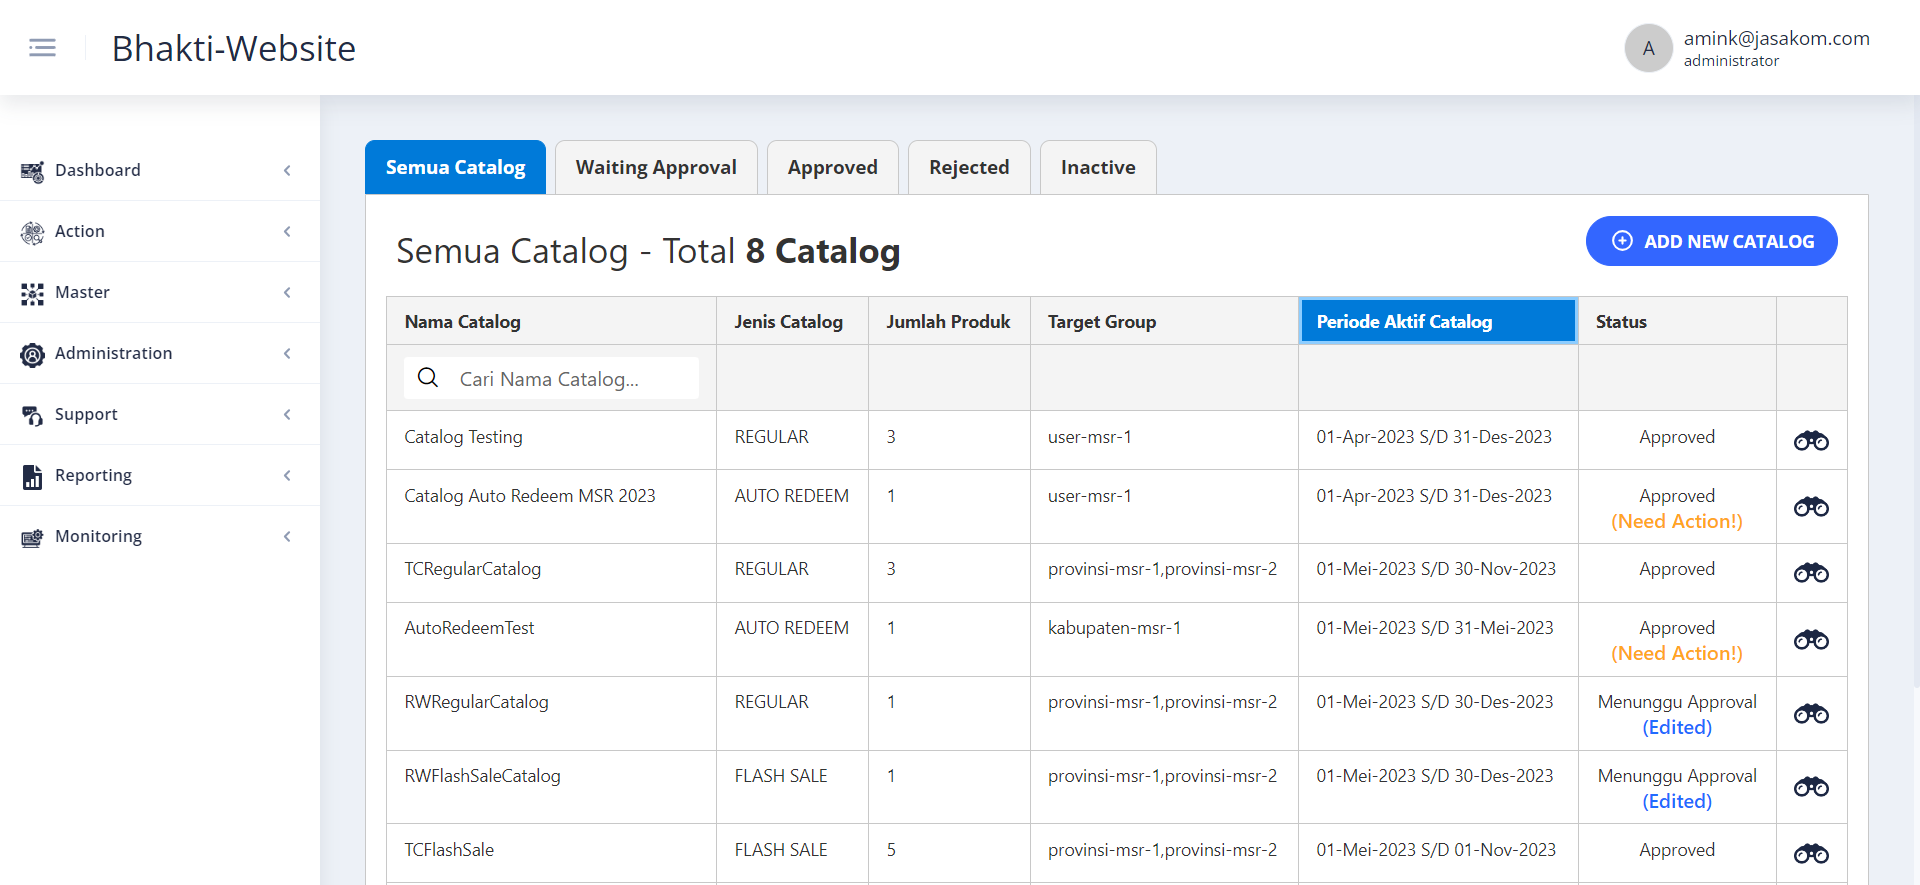 Bhakti-Website
A
amink@jasakom.com
administrator
Dashboard
Action
Master
Administration
Support
Reporting
Monitoring
Semua Catalog
Waiting Approval
Approved
Rejected
Inactive
Semua Catalog - Total 8 Catalog
ADD NEW CATALOG
Nama Catalog Jenis Catalog Jumlah Produk Target Group Periode Aktif Catalog Status
Cari Nama Catalog...
Catalog Testing REGULAR 3 user-msr-1 01-Apr-2023 S/D 31-Des-2023 Approved
Catalog Auto Redeem MSR 2023 AUTO REDEEM 1 user-msr-1 01-Apr-2023 S/D 31-Des-2023 Approved
(Need Action!)
TCRegularCatalog REGULAR 3 provinsi-msr-1,provinsi-msr-2 01-Mei-2023 S/D 30-Nov-2023 Approved
AutoRedeemTest AUTO REDEEM 1 kabupaten-msr-1 01-Mei-2023 S/D 31-Mei-2023 Approved
(Need Action!)
RWRegularCatalog REGULAR 1 provinsi-msr-1,provinsi-msr-2 01-Mei-2023 S/D 30-Des-2023 Menunggu Approval
(Edited)
RWFlashSaleCatalog FLASH SALE 1 provinsi-msr-1,provinsi-msr-2 01-Mei-2023 S/D 30-Des-2023 Menunggu Approval
(Edited)
TCFlashSale FLASH SALE 5 provinsi-msr-1,provinsi-msr-2 01-Mei-2023 S/D 01-Nov-2023 Approved